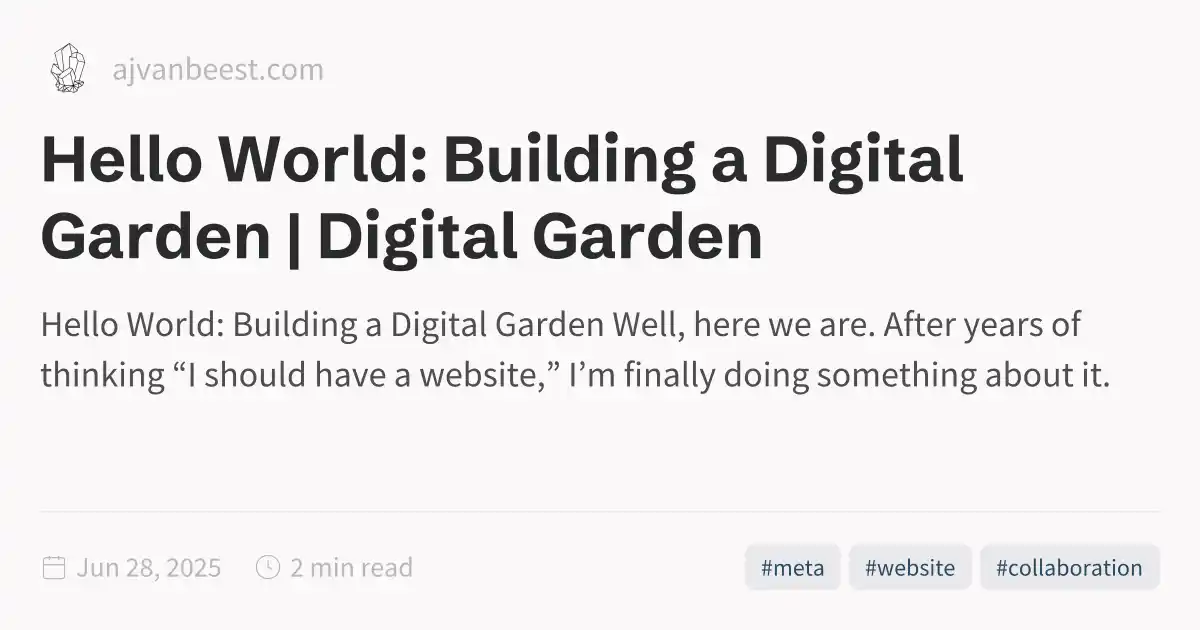 ajvanbeest.com
Hello World: Building a Digital
Garden | Digital Garden
Hello World: Building a Digital Garden Well, here we are. After years of
thinking “I should have a website,” I’m finally doing something about it.
Jun 28, 2025 2 min read #meta #website #collaboration